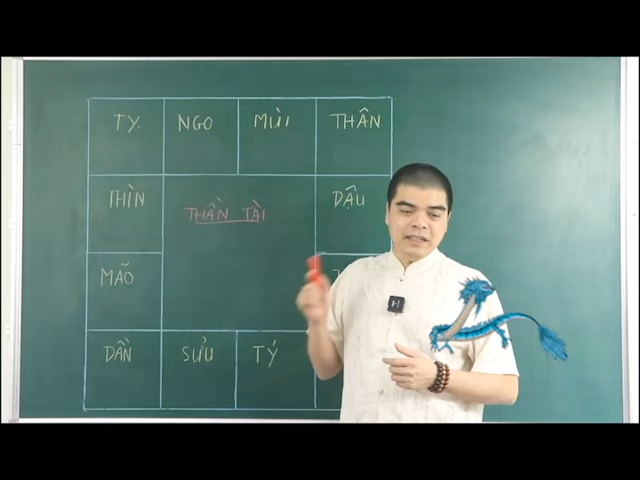 TỴ NGỌ MÙI THÂN
THÌN THẦN TÀI DẬU
MÃO
DẦN SỬU TÝ